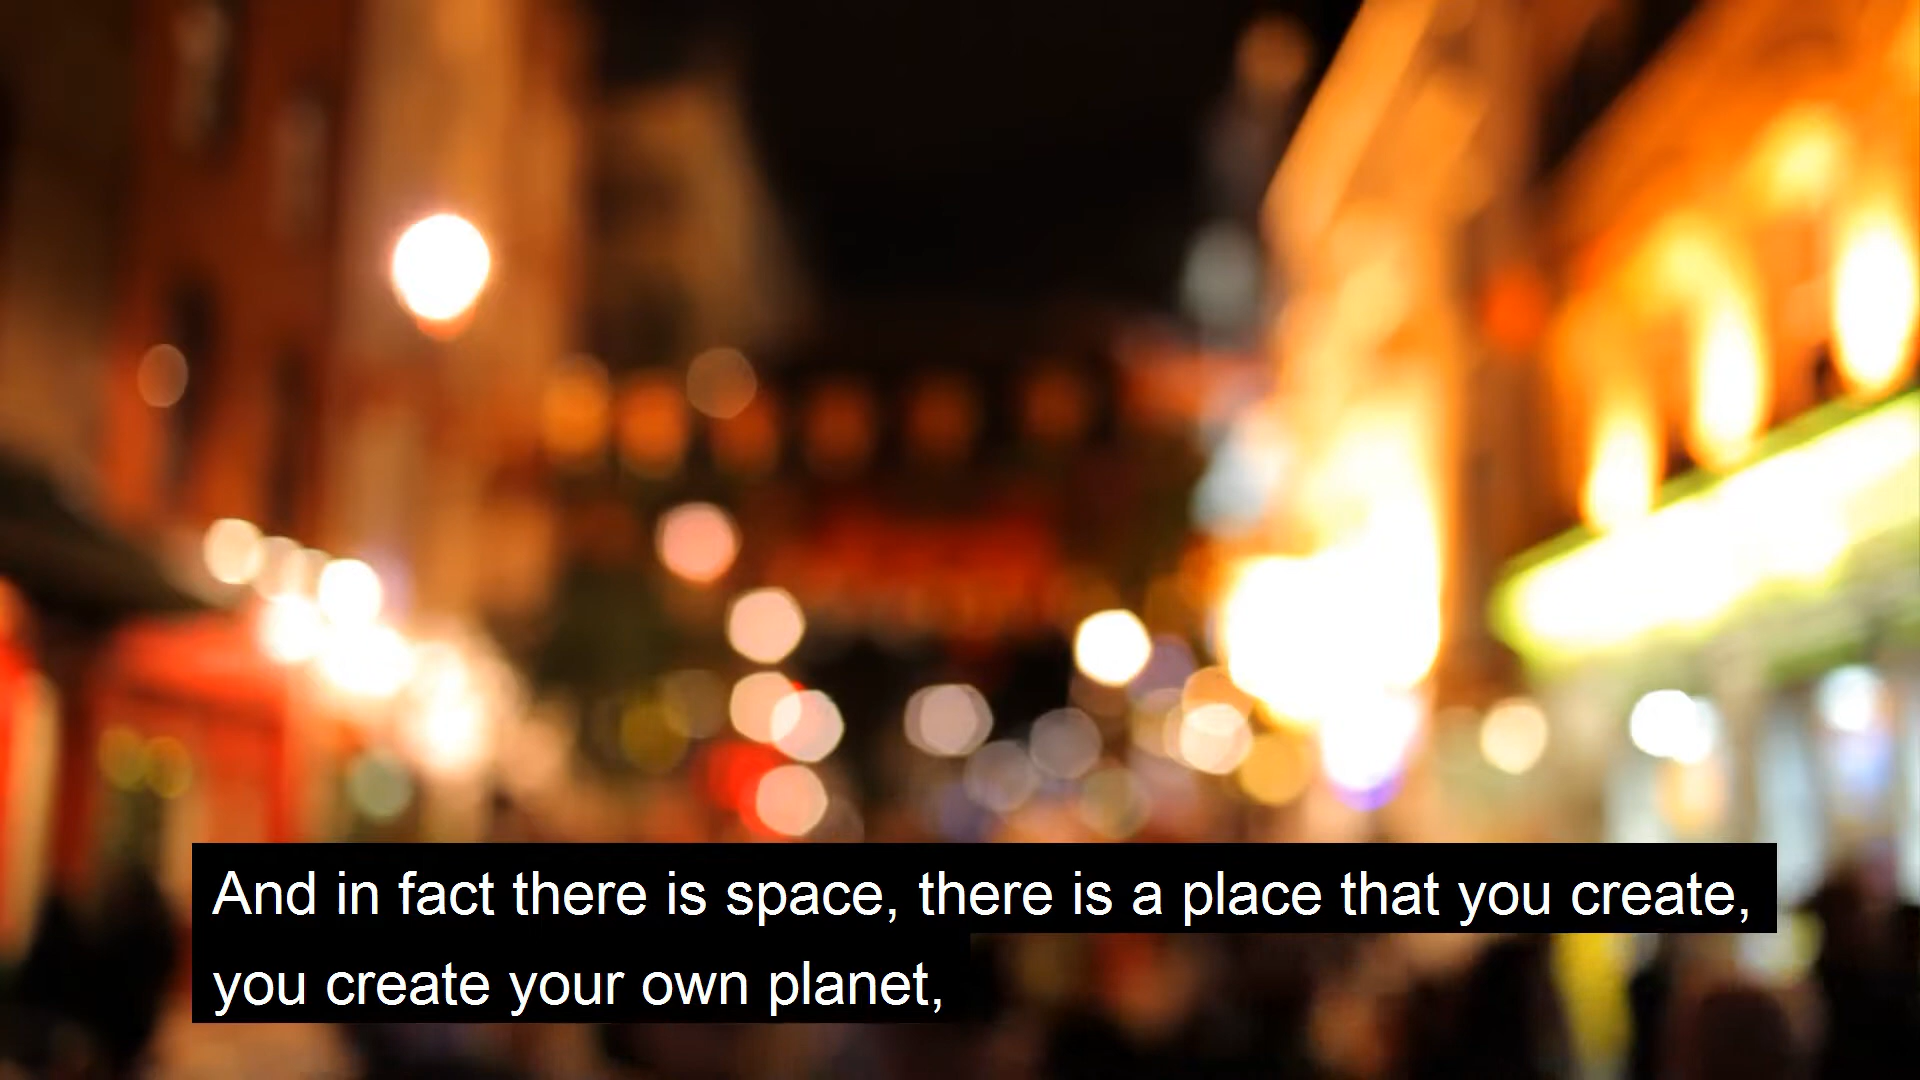 And in fact there is space, there is a place that you create,
you create your own planet,